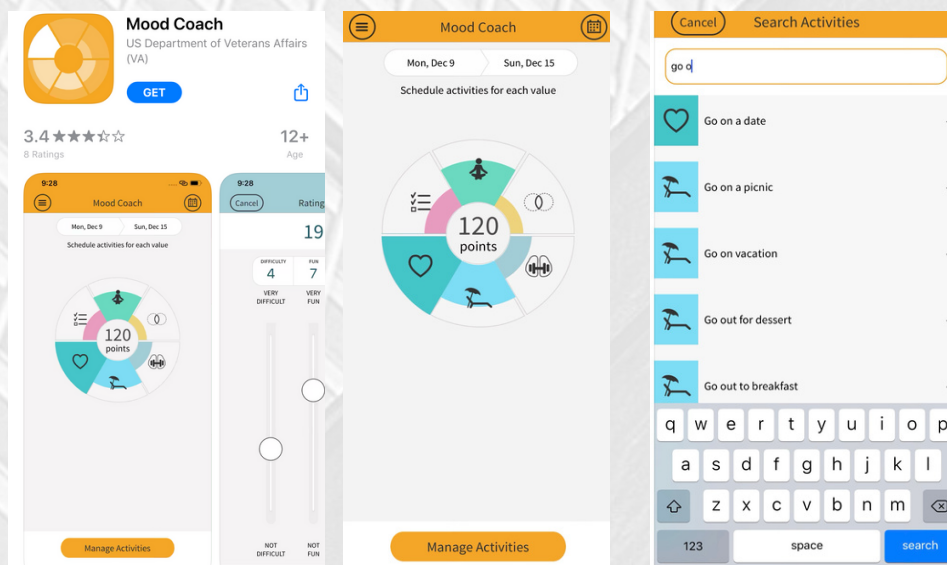 Mood Coach
US Department of Veterans Affairs
(VA)
GET
3.4
12+
8 Ratings
Age
9:28
Mood Coach
Mon, Dec 9
Sun, Dec 15
Schedule activities for each value
120
points
Manage Activities
9:28
Cancel
Rating
19
DIFFICULTY
FUN
4
7
VERY
DIFFICULT
VERY
FUN
NOT
DIFFICULT
NOT
FUN
Mood Coach
Mon, Dec 9
Sun, Dec 15
Schedule activities for each value
120
points
Manage Activities
Cancel
Search Activities
go o
Go on a date
Go on a picnic
Go on vacation
Go out for dessert
Go out to breakfast
q w e r t y u i o p
a s d f g h j k l
z x c v b n m
123 space search